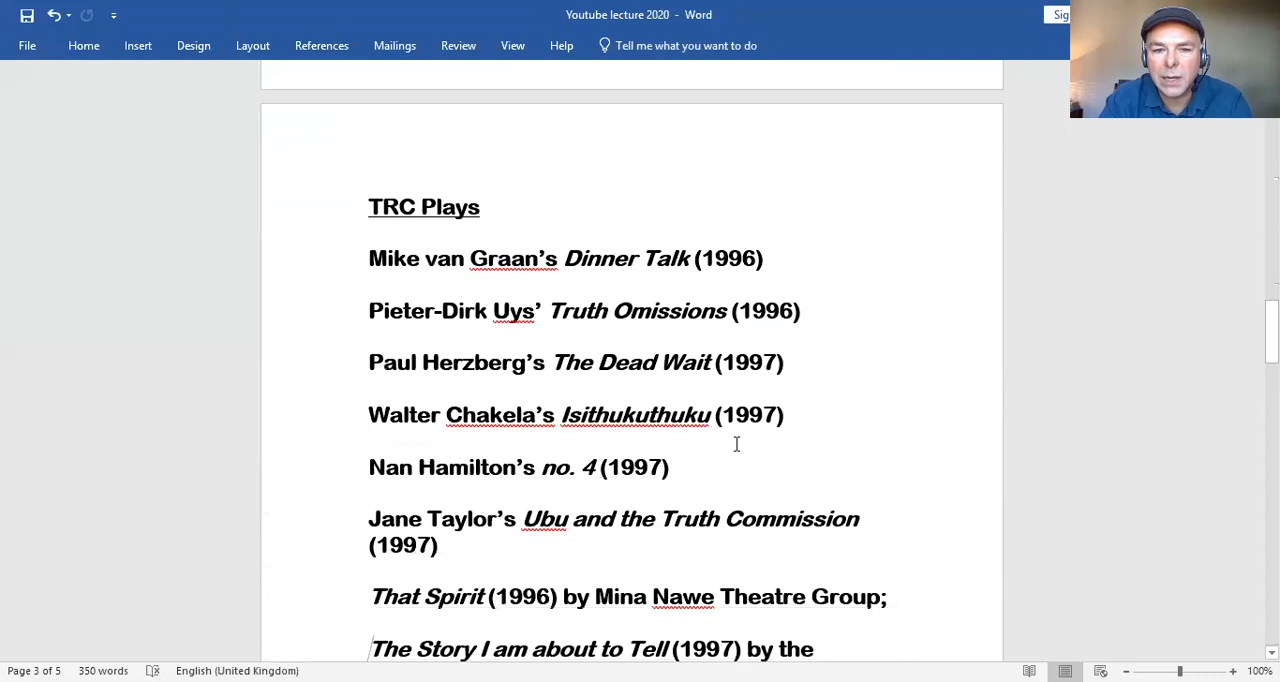 Youtube lecture 2020 - Word
Sig
File Home Insert Design Layout References Mailings Review View Help Tell me what you want to do
TRC Plays
Mike van Graan’s Dinner Talk (1996)
Pieter-Dirk Uys’ Truth Omissions (1996)
Paul Herzberg’s The Dead Wait (1997)
Walter Chakela’s Isithukuthuku (1997)
Nan Hamilton’s no. 4 (1997)
Jane Taylor’s Ubu and the Truth Commission
(1997)
That Spirit (1996) by Mina Nawe Theatre Group;
The Story I am about to Tell (1997) by the
Page 3 of 5 350 words English (United Kingdom) 100%